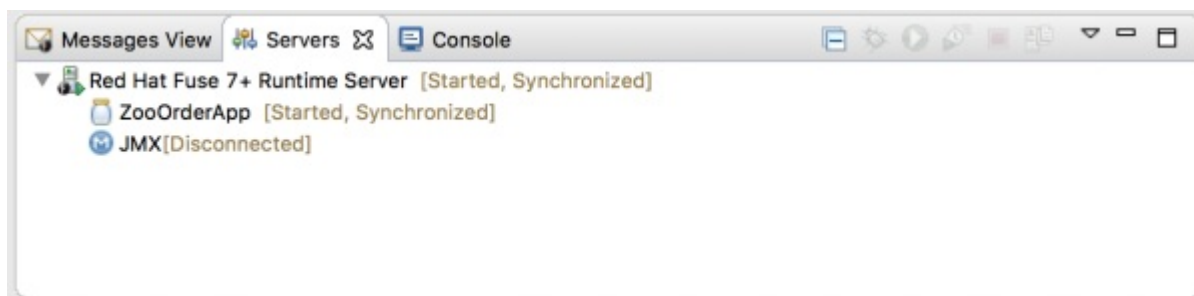 Messages View Servers Console
Red Hat Fuse 7+ Runtime Server [Started, Synchronized]
ZooOrderApp [Started, Synchronized]
JMX[Disconnected]